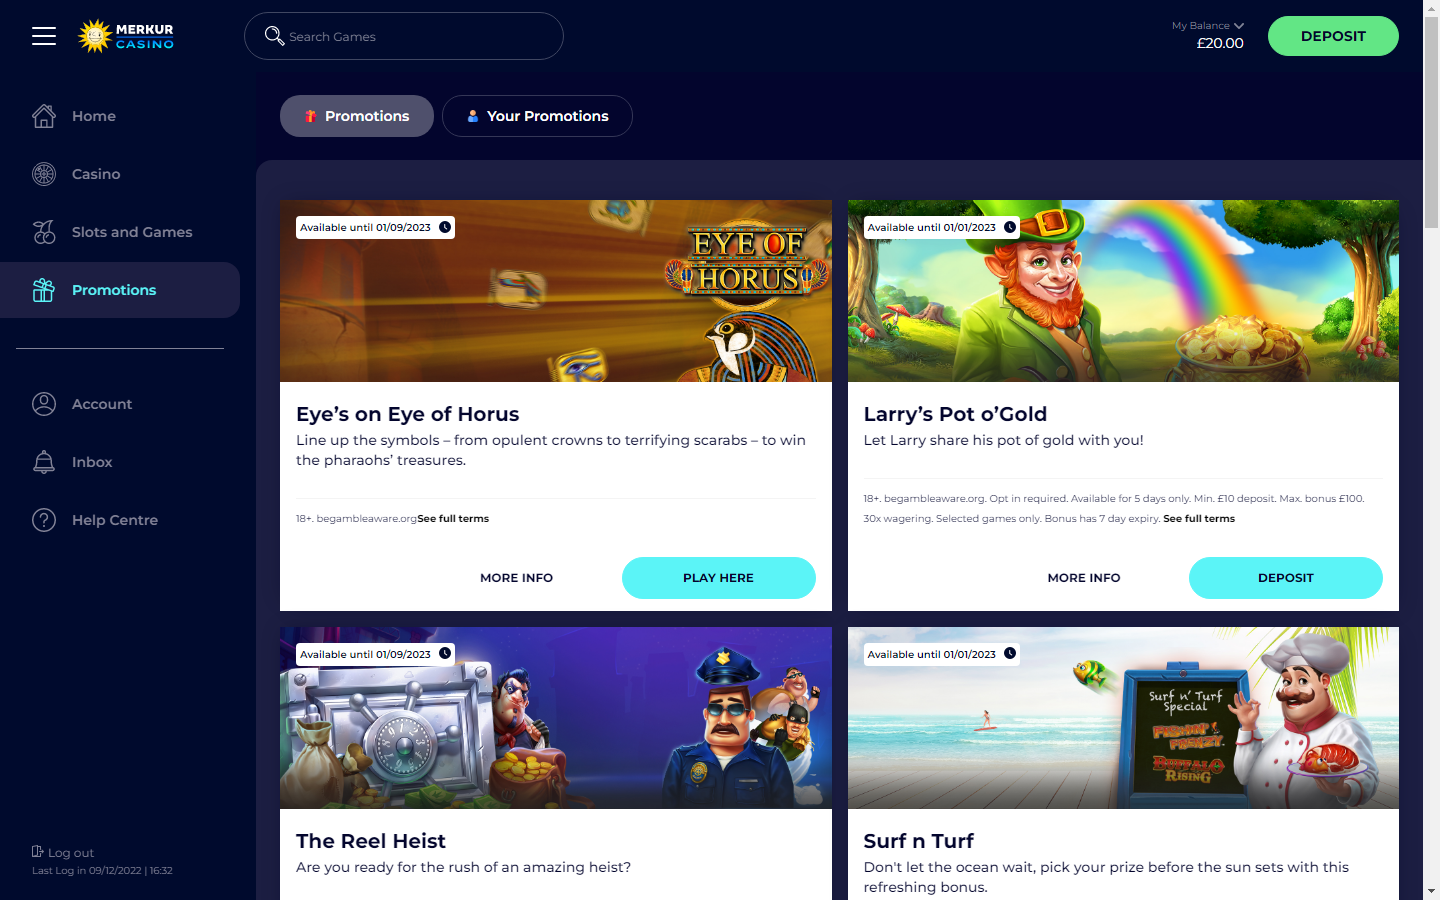 MERKUR
CASINO
Search Games
My Balance
£20.00
DEPOSIT
Home
Casino
Slots and Games
Promotions
Account
Inbox
Help Centre
Log out
Last Log in 09/12/2022 | 16:32
Promotions
Your Promotions
Available until 01/09/2023
EYE OF
HORUS
Eye’s on Eye of Horus
Line up the symbols – from opulent crowns to terrifying scarabs – to win
the pharaohs’ treasures.
18+. begambleaware.orgSee full terms
MORE INFO
PLAY HERE
Available until 01/01/2023
Larry’s Pot o’Gold
Let Larry share his pot of gold with you!
18+. begambleaware.org. Opt in required. Available for 5 days only. Min. £10 deposit. Max. bonus £100.
30x wagering. Selected games only. Bonus has 7 day expiry. See full terms
MORE INFO
DEPOSIT
Available until 01/09/2023
The Reel Heist
Are you ready for the rush of an amazing heist?
Available until 01/01/2023
Surf n’ Turf
Special
FISHIN'
FRENZY
BUFFALO
RISING
Surf n Turf
Don't let the ocean wait, pick your prize before the sun sets with this
refreshing bonus.